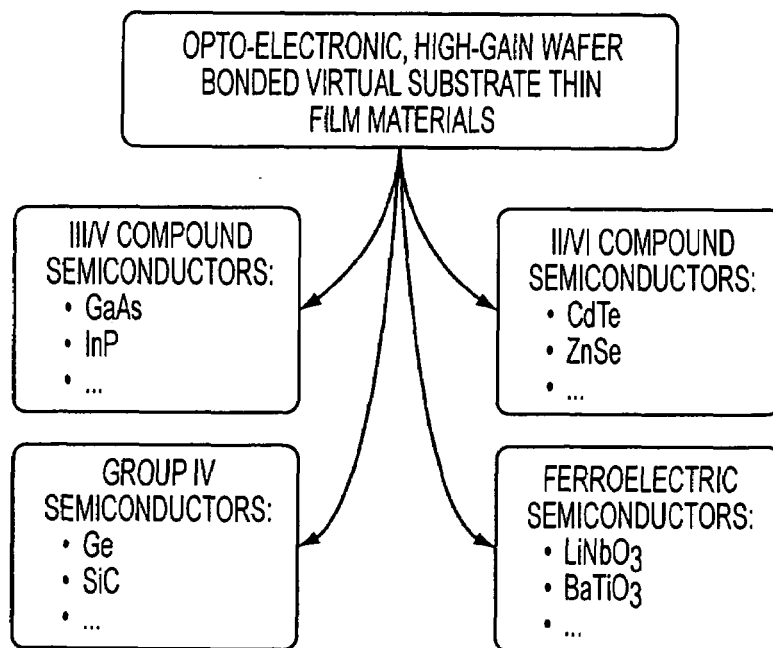 OPTO-ELECTRONIC, HIGH-GAIN WAFER
BONDED VIRTUAL SUBSTRATE THIN
FILM MATERIALS
III/V COMPOUND
SEMICONDUCTORS:
• GaAs
• InP
• ...
II/VI COMPOUND
SEMICONDUCTORS:
• CdTe
• ZnSe
• ...
GROUP IV
SEMICONDUCTORS:
• Ge
• SiC
• ...
FERROELECTRIC
SEMICONDUCTORS:
• LiNbO3
• BaTiO3
• ...